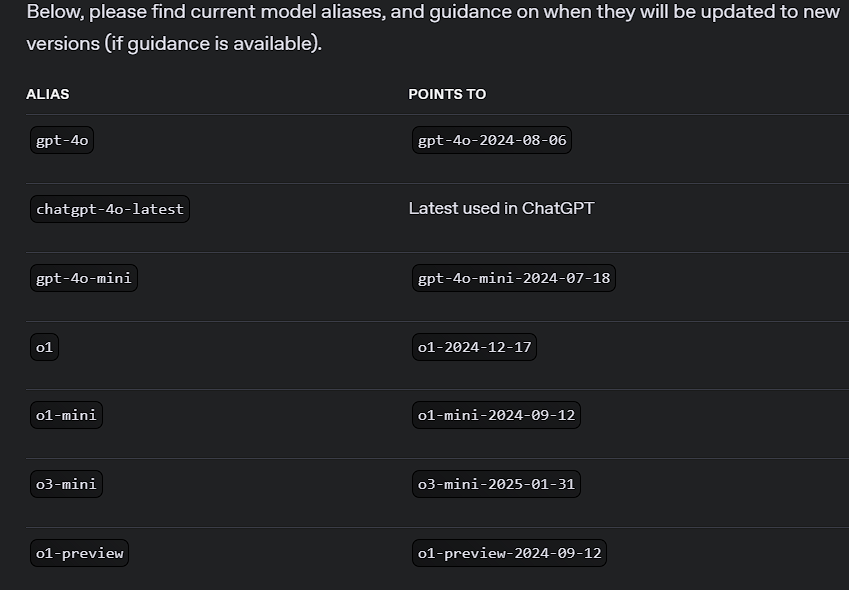 Below, please find current model aliases, and guidance on when they will be updated to new
versions (if guidance is available).
ALIAS POINTS TO
gpt-4o gpt-4o-2024-08-06
chatgpt-4o-latest Latest used in ChatGPT
gpt-4o-mini gpt-4o-mini-2024-07-18
o1 o1-2024-12-17
o1-mini o1-mini-2024-09-12
o3-mini o3-mini-2025-01-31
o1-preview o1-preview-2024-09-12